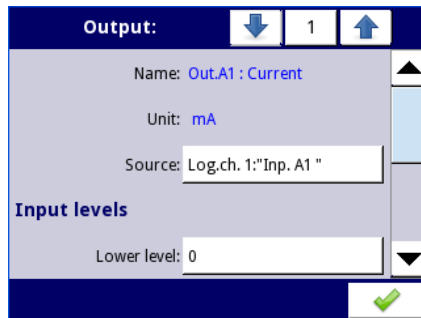 Output: 1
Name: Out.A1 : Current
Unit: mA
Source: Log.ch. 1:"Inp. A1 "
Input levels
Lower level: 0